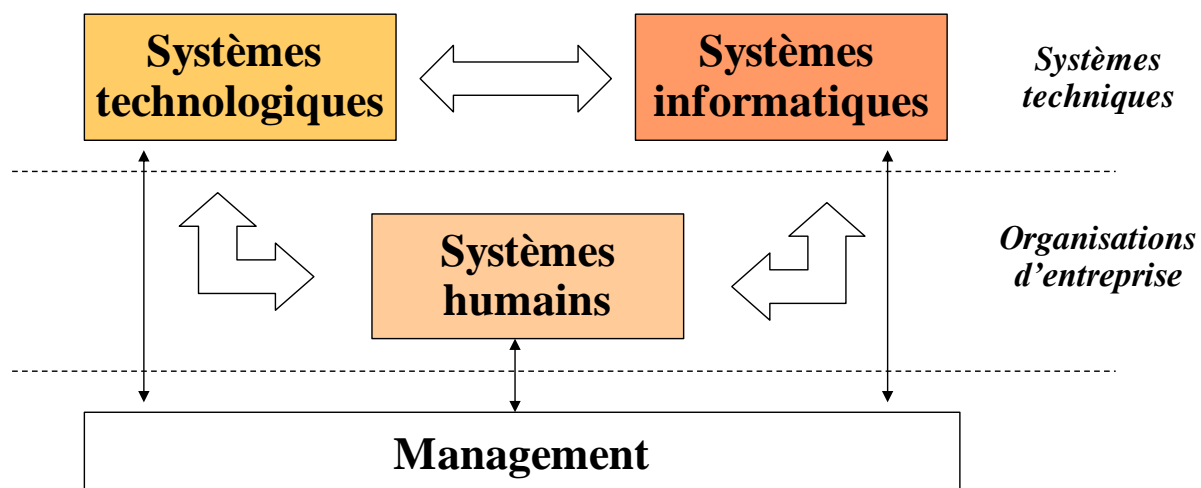 Systèmes
technologiques
Systèmes
informatiques
Systèmes
techniques
Systèmes
humains
Organisations
d’entreprise
Management